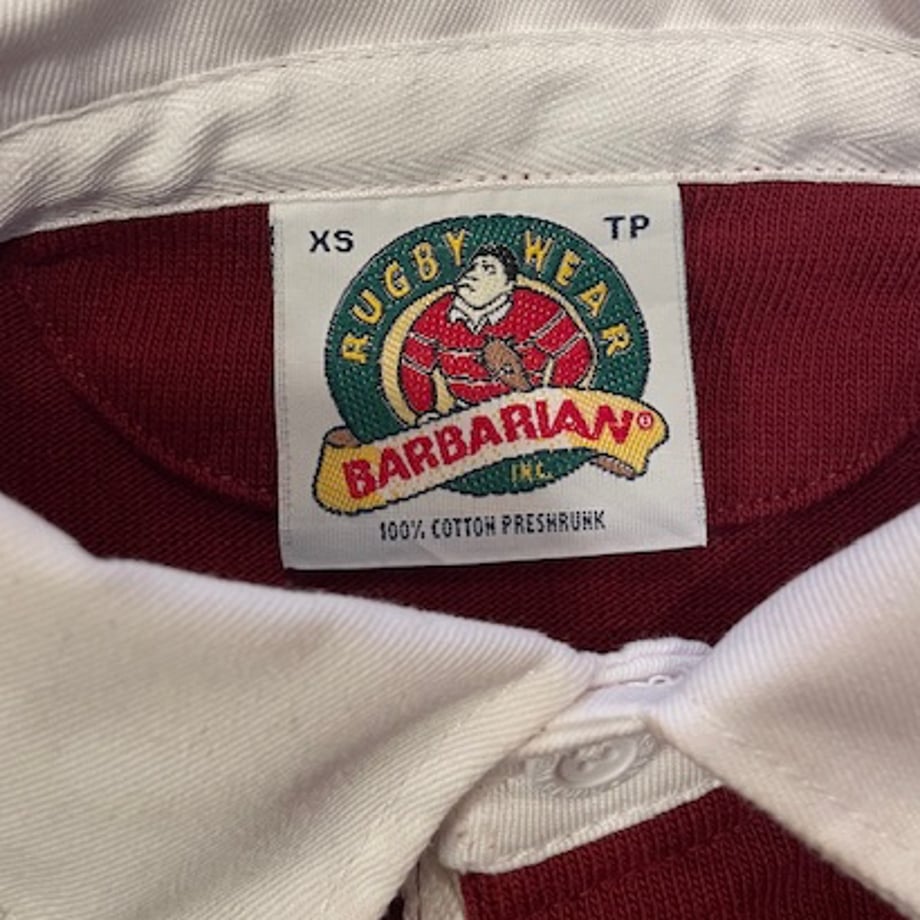 XS TP
RUGBY WEAR
BARBARIAN®
INC.
100% COTTON PRESHRUNK